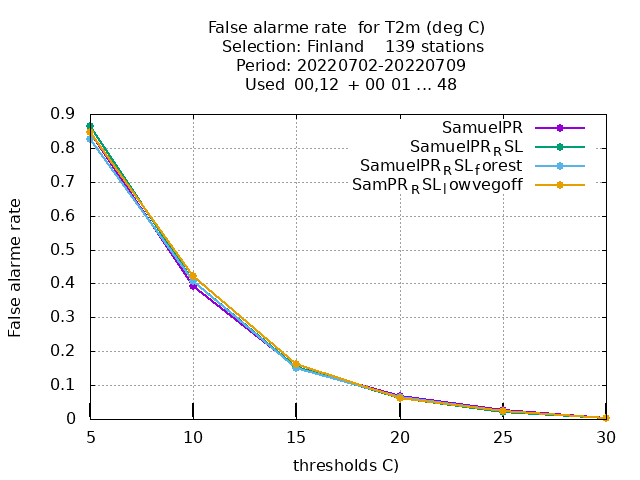 False alarme rate  for T2m (deg C)
Selection: Finland    139 stations
Period: 20220702-20220709
Used  00,12  + 00 01 ... 48
0.9
0.8
0.7
0.6
0.5
0.4
0.3
0.2
0.1
0
False alarme rate
SamuelPR
SamuelPR_RSL
SamuelPR_RSL_forest
SamPR_RSL_lowvegoff
5 10 15 20 25 30
thresholds C)